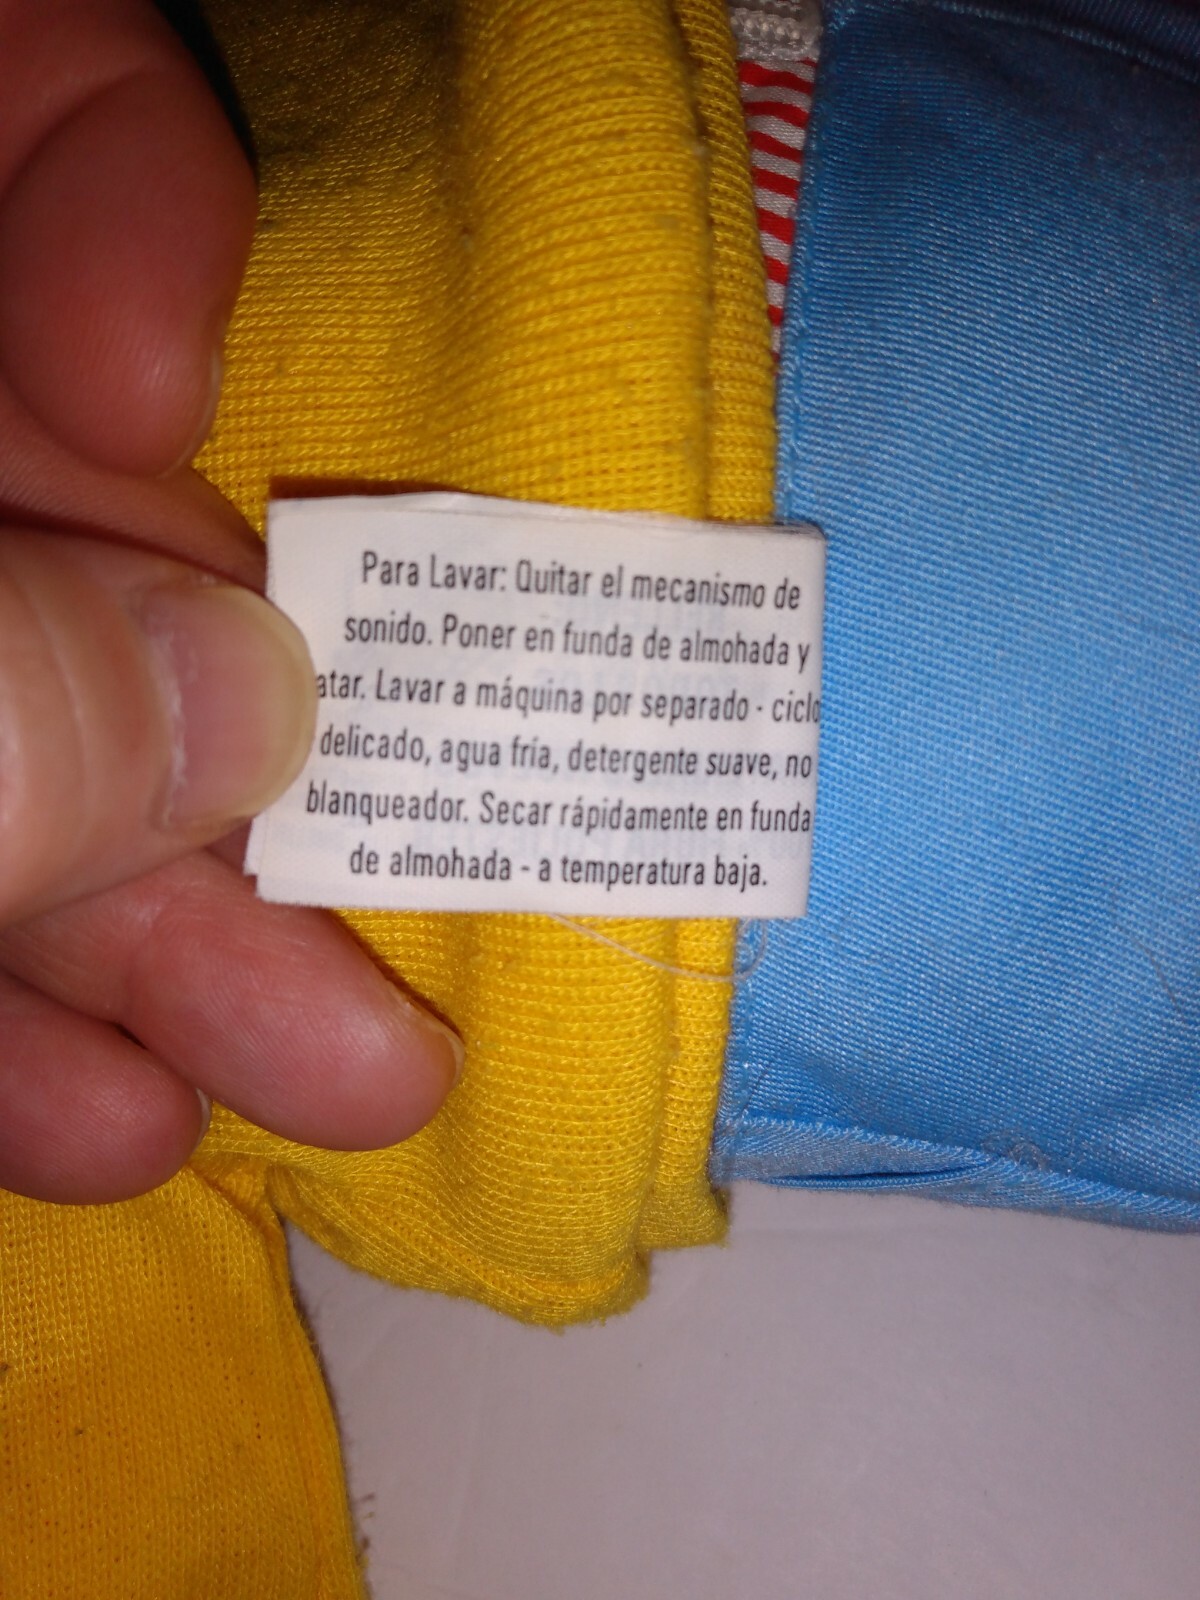 Para Lavar: Quitar el mecanismo de
sonido. Poner en funda de almohada y
atar. Lavar a máquina por separado - ciclo
delicado, agua fría, detergente suave, no
blanqueador. Secar rápidamente en funda
de almohada - a temperatura baja.